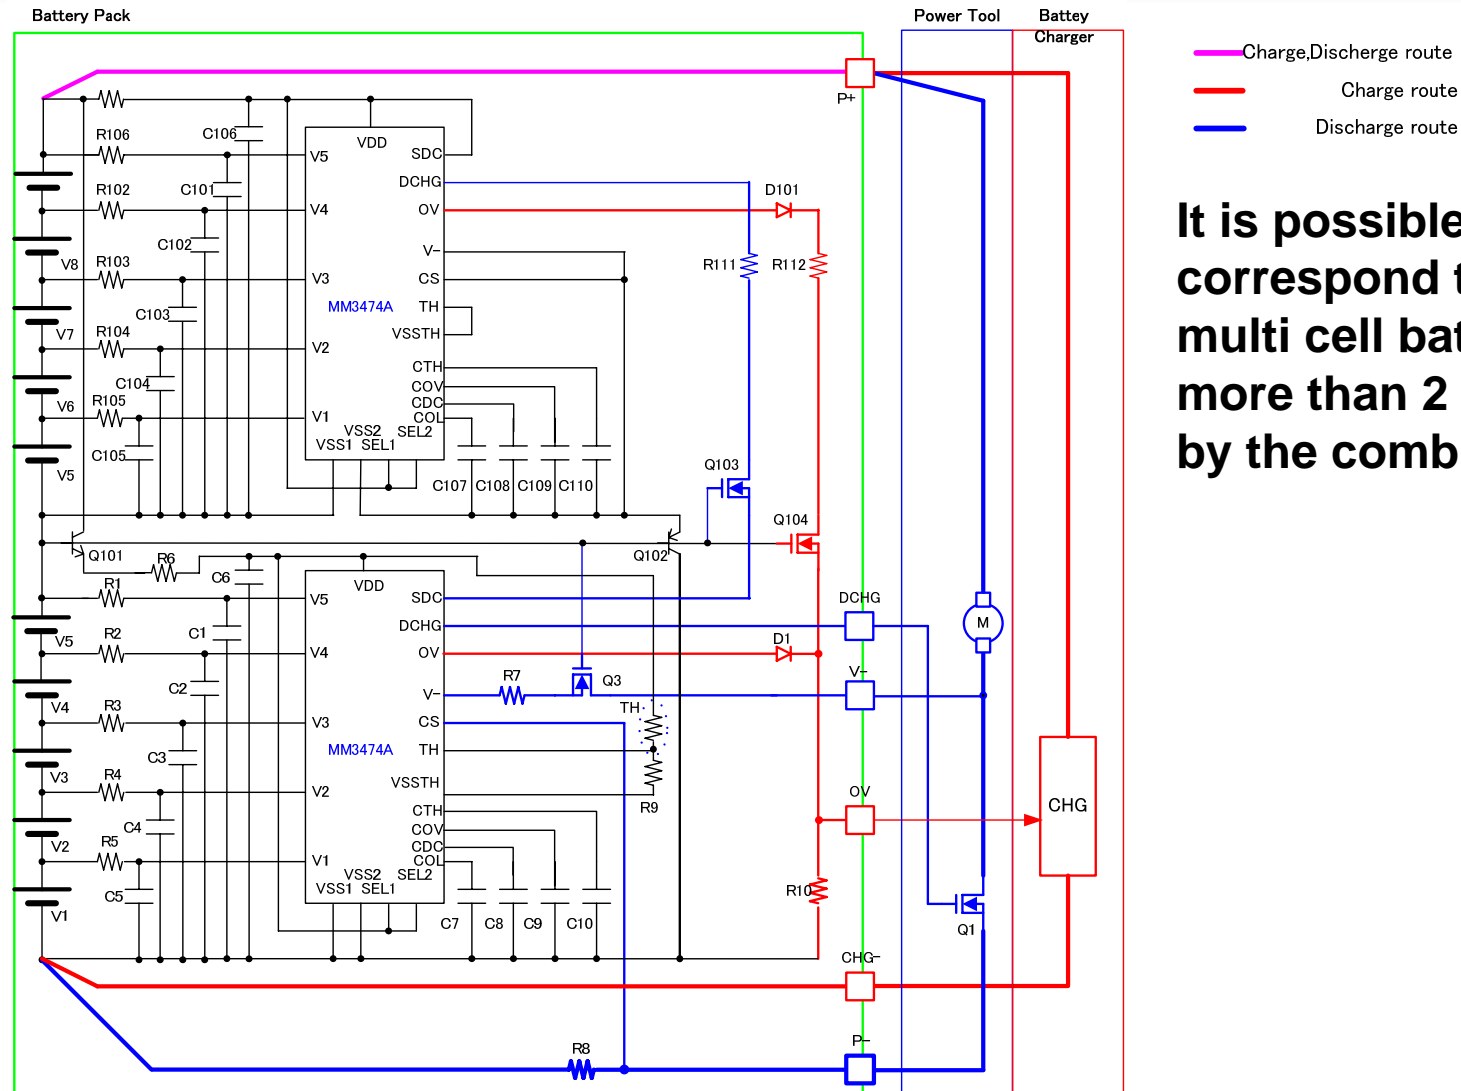 Battery Pack
Power Tool
Battey
Charger
Charge,Discherge route
Charge route
Discharge route
It is possible
correspond
multi cell
more than 2
by the
P+
R106
C106
VDD
V5
SDC
DCHG
R102
C101
V4
OV
D101
C102
V8
R103
V-
V3
CS
R111
R112
C103
MM3474A
TH
V7
R104
VSSTH
V2
C104
CTH
V6
R105
COV
CDC
V1
COL
VSS2
SEL2
VSS1
SEL1
C105
V5
C107
C108
C109
C110
Q103
Q104
Q101
Q102
R6
C6
VDD
R1
V5
SDC
DCHG
DCHG
M
C1
V5
R2
V4
OV
D1
V-
C2
R7
Q3
V-
V4
R3
V3
CS
TH
C3
MM3474A
TH
V3
R4
VSSTH
V2
R9
OV
CHG
CTH
C4
COV
V2
R5
CDC
V1
COL
VSS2
SEL2
VSS1
SEL1
R10
C5
V1
C7
C8
C9
C10
Q1
CHG-
P-
R8